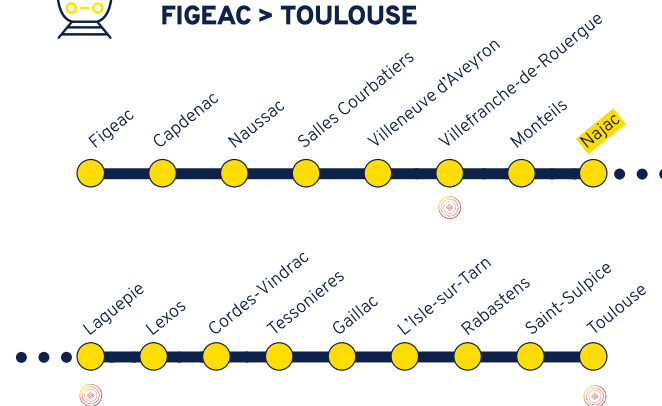 FIGEAC > TOULOUSE
Figeac
Capdenac
Naussac
Salles Courbatiers
Villeneuve d'Aveyron
Villefranche-de-Rouergue
Monteils
Najac
Laguepie
Lexos
Cordes-Vindrac
Tessonieres
Gaillac
L'Isle-sur-Tarn
Rabastens
Saint-Sulpice
Toulouse